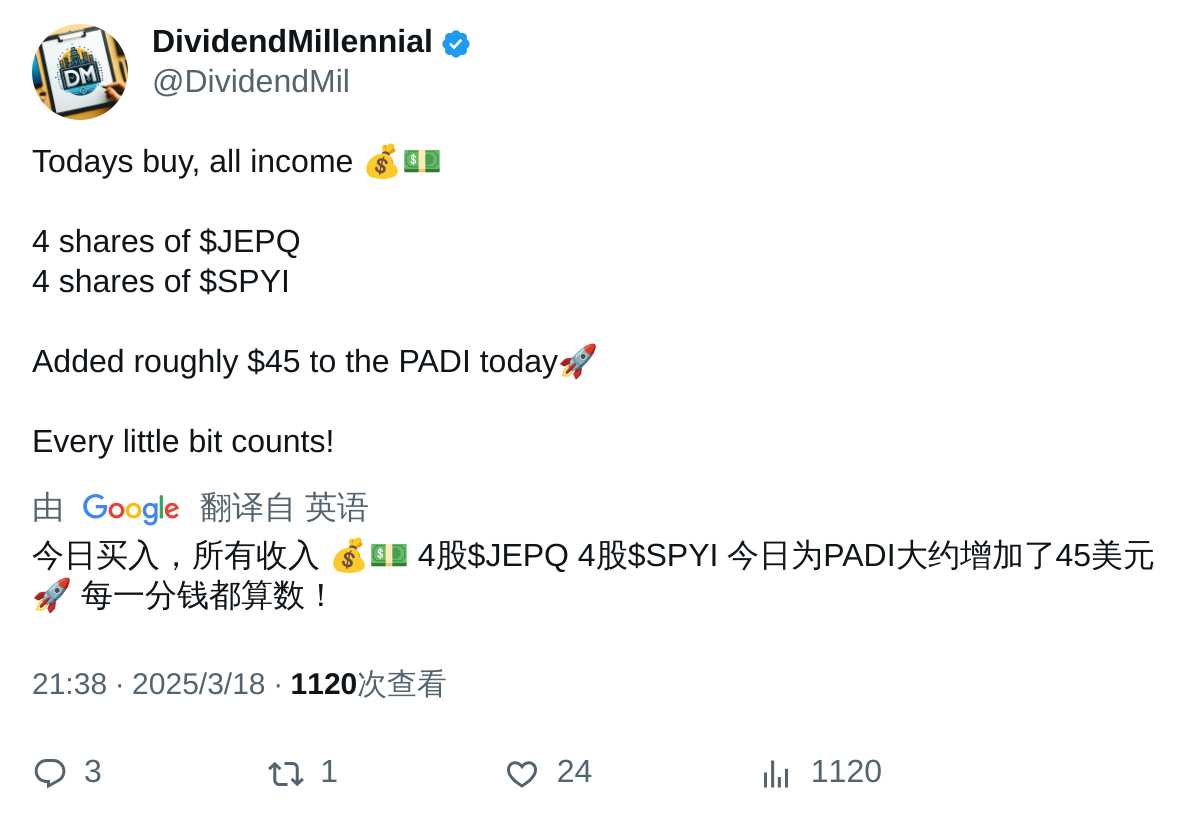 DM
DividendMillennial
@DividendMil
Todays buy, all income 💰💵
4 shares of $JEPQ
4 shares of $SPYI
Added roughly $45 to the PADI today🚀
Every little bit counts!
由 Google 翻译自 英语
今日买入，所有收入 💰💵 4股$JEPQ 4股$SPYI 今日为PADI大约增加了45美元
🚀 每一分钱都算数！
21:38 · 2025/3/18 · 1120次查看
3 1 24 1120